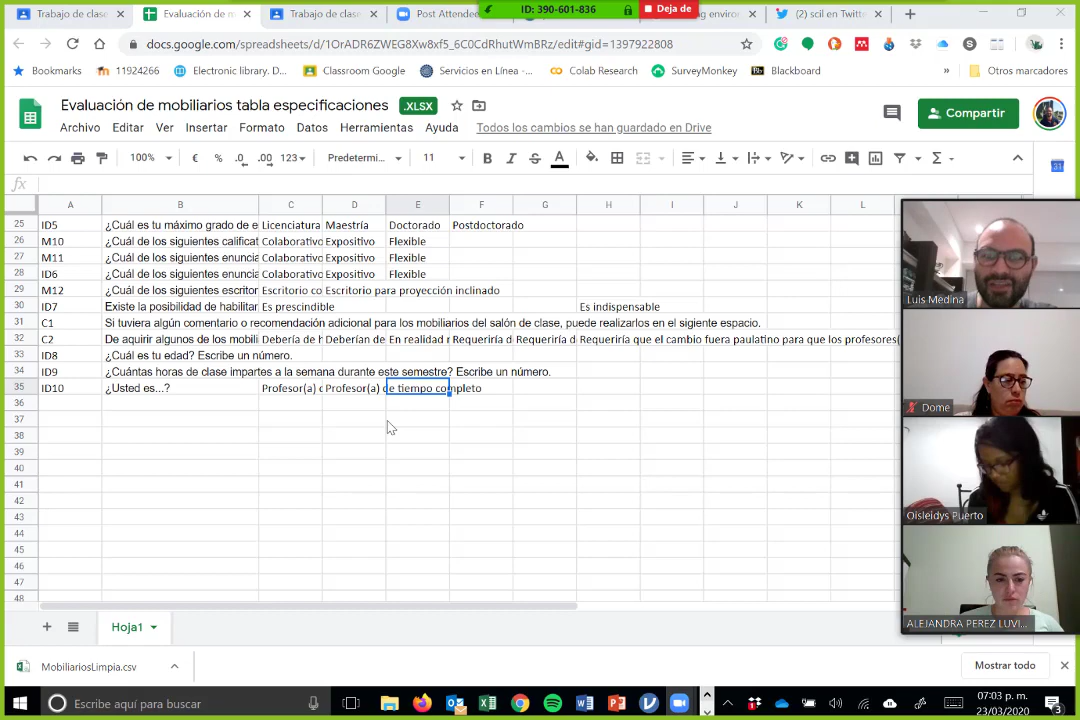 Trabajo de clase
Evaluación de m
Trabajo de clase
Post Attendee
ID: 390-601-836
Deja de
g enviro
(2) scil en Twitt
docs.google.com/spreadsheets/d/1OrADR6ZWEG8Xw8xf5_6C0CdRhutWmBRz/edit#gid=1397922808
Bookmarks
11924266
Electronic library. D...
Classroom Google
Servicios en Línea -...
Colab Research
SurveyMonkey
Blackboard
»
Otros marcadores
Evaluación de mobiliarios tabla especificaciones
.XLSX
Archivo Editar Ver Insertar Formato Datos Herramientas Ayuda Todos los cambios se han guardado en Drive
Compartir
100% € % .0 .00 123 Predetermi... 11 B I S A
31
fx
A B C D E F G H I J K L
25 ID5 ¿Cuál es tu máximo grado de e Licenciatura Maestría Doctorado Postdoctorado
26 M10 ¿Cuál de los siguientes calificat Colaborativo Expositivo Flexible
27 M11 ¿Cuál de los siguientes enuncia Colaborativo Expositivo Flexible
28 ID6 ¿Cuál de los siguientes enunci Colaborativo Expositivo Flexible
29 M12 ¿Cuál de los siguientes escritor Escritorio co Escritorio para proyección inclinado
30 ID7 Existe la posibilidad de habilitar Es prescindible Es indispensable
31 C1 Si tuviera algún comentario o recomendación adicional para los mobiliarios del salón de clase, puede realizarlos en el sigiente espacio.
32 C2 De aquirir algunos de los mobili Debería de h Deberían de En realidad r Requeriría d Requeriría d Requeriría que el cambio fuera paulatino para que los profesores(
33 ID8 ¿Cuál es tu edad? Escribe un número.
34 ID9 ¿Cuántas horas de clase impartes a la semana durante este semestre? Escribe un número.
35 ID10 ¿Usted es...? Profesor(a) d Profesor(a) de tiempo completo
36
37
38
39
40
41
42
43
44
45
46
47
48
Luis Medina
Dome
Oisleidys Puerto
ALEJANDRA PEREZ LUVI...
Hoja1
MobiliariosLimpia.csv
Mostrar todo
Escribe aquí para buscar
07:03 p. m.
23/03/2020
3